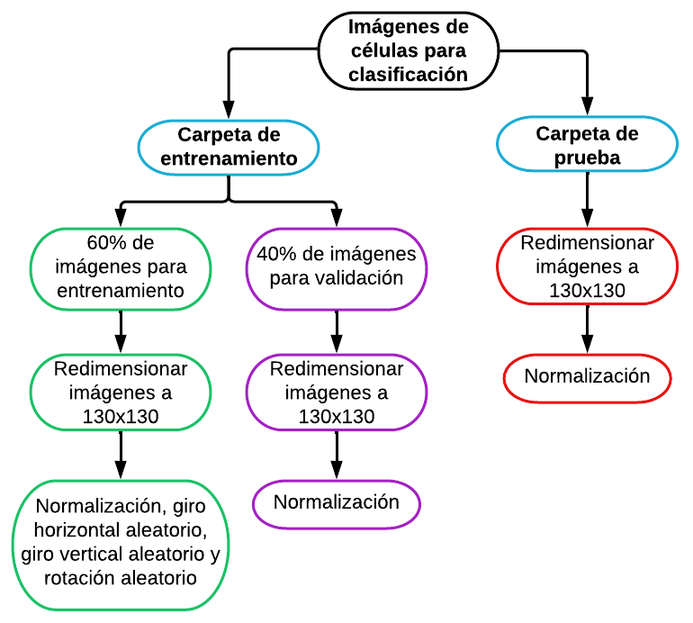 Imágenes de
células para
clasificación
Carpeta de
entrenamiento
Carpeta de
prueba
60% de
imágenes para
entrenamiento
40% de imágenes
para validación
Redimensionar
imágenes a
130x130
Redimensionar
imágenes a
130x130
Redimensionar
imágenes a
130x130
Normalización
Normalización, giro
horizontal aleatorio,
giro vertical aleatorio y
rotación aleatorio
Normalización